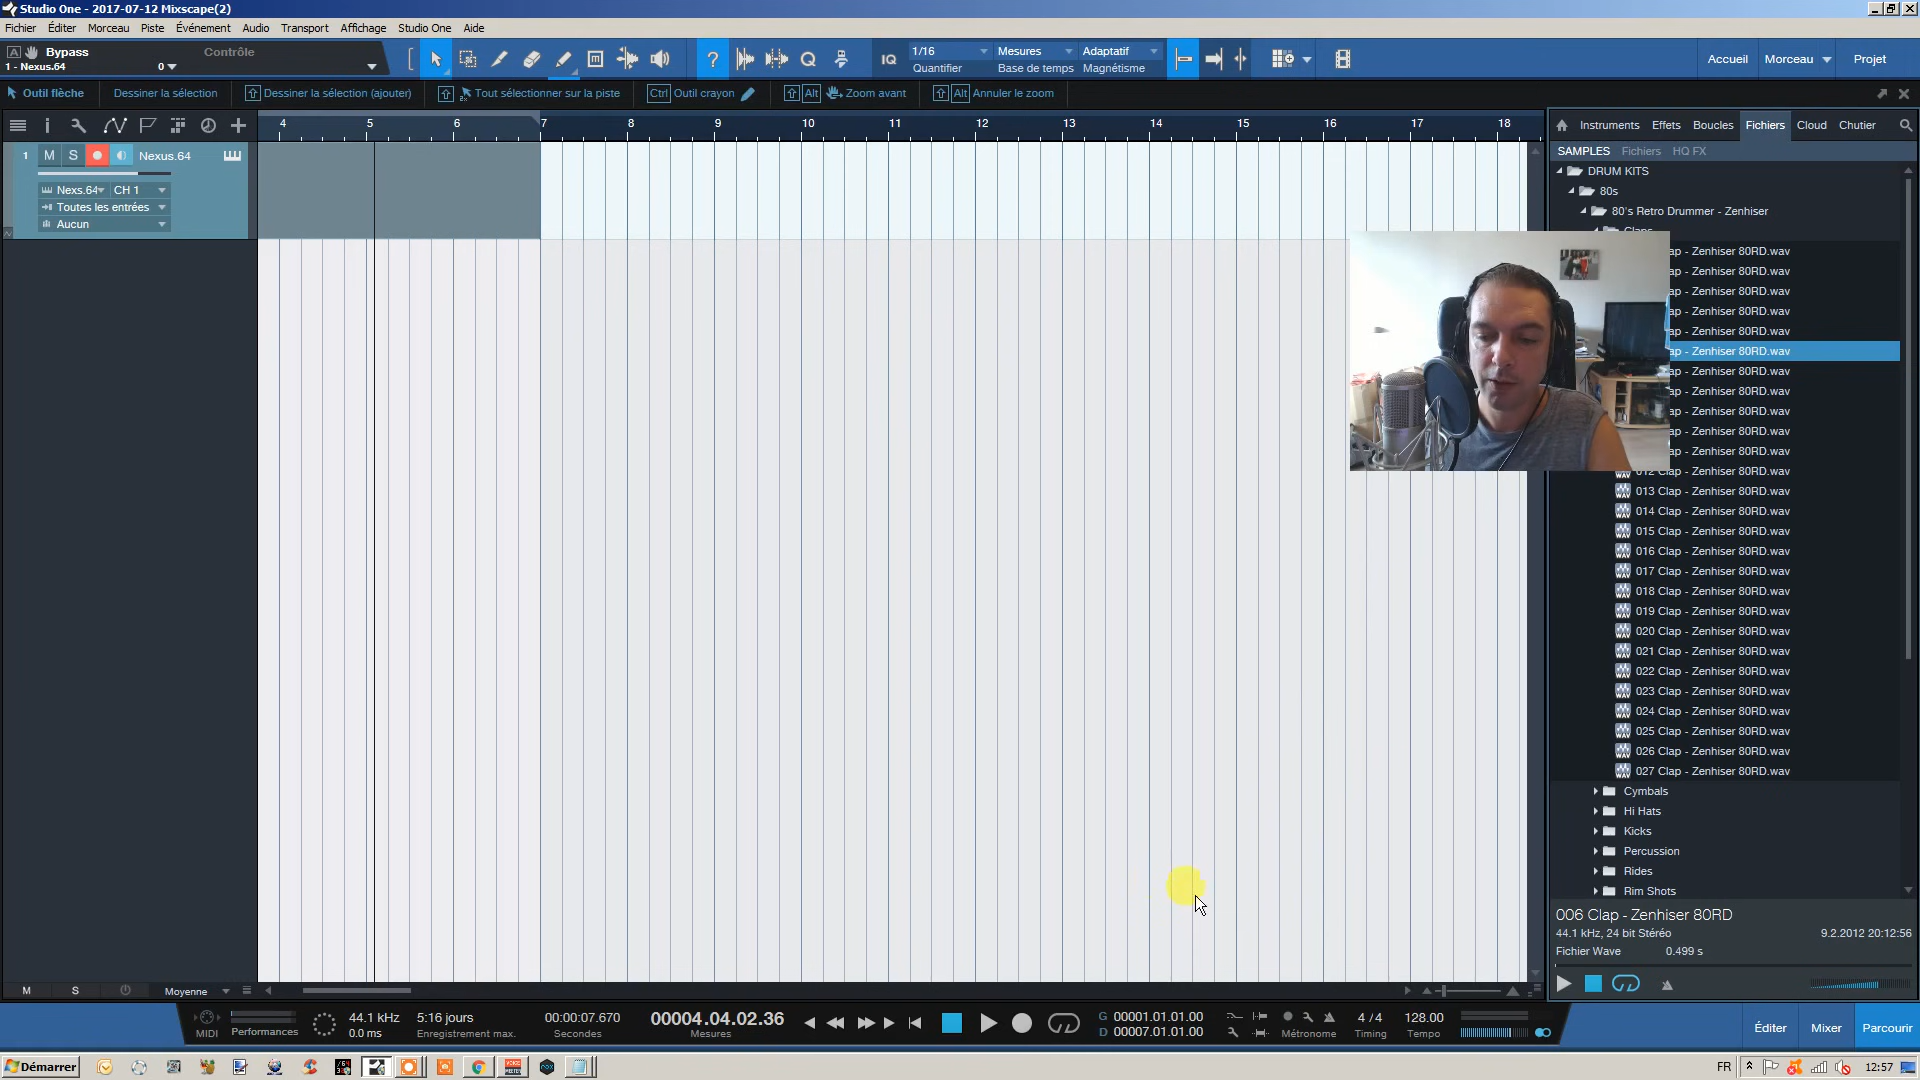 Studio One - 2017-07-12 Mixscape(2)
Fichier Éditer Morceau Piste Événement Audio Transport Affichage Studio One Aide
A Bypass Contrôle
1 - Nexus.64 0
? Q IQ 1/16 Mesures Adaptatif
Quantifier Base de temps Magnétisme
Accueil Morceau Projet
Outil flèche Dessiner la sélection Dessiner la sélection (ajouter) Tout sélectionner sur la piste Ctrl Outil crayon Alt Zoom avant Alt Annuler le zoom
4 5 6 7 8 9 10 11 12 13 14 15 16 17 18
1 M S Nexus.64
Nexs.64 CH 1
Toutes les entrées
Aucun
Instruments Effets Boucles Fichiers Cloud Chutier
SAMPLES Fichiers HQ FX
DRUM KITS
80s
80's Retro Drummer - Zenhiser
Claps
ap - Zenhiser 80RD.wav
ap - Zenhiser 80RD.wav
ap - Zenhiser 80RD.wav
ap - Zenhiser 80RD.wav
ap - Zenhiser 80RD.wav
ap - Zenhiser 80RD.wav
ap - Zenhiser 80RD.wav
ap - Zenhiser 80RD.wav
ap - Zenhiser 80RD.wav
ap - Zenhiser 80RD.wav
ap - Zenhiser 80RD.wav
012 Clap - Zenhiser 80RD.wav
013 Clap - Zenhiser 80RD.wav
014 Clap - Zenhiser 80RD.wav
015 Clap - Zenhiser 80RD.wav
016 Clap - Zenhiser 80RD.wav
017 Clap - Zenhiser 80RD.wav
018 Clap - Zenhiser 80RD.wav
019 Clap - Zenhiser 80RD.wav
020 Clap - Zenhiser 80RD.wav
021 Clap - Zenhiser 80RD.wav
022 Clap - Zenhiser 80RD.wav
023 Clap - Zenhiser 80RD.wav
024 Clap - Zenhiser 80RD.wav
025 Clap - Zenhiser 80RD.wav
026 Clap - Zenhiser 80RD.wav
027 Clap - Zenhiser 80RD.wav
Cymbals
Hi Hats
Kicks
Percussion
Rides
Rim Shots
006 Clap - Zenhiser 80RD
44.1 kHz, 24 bit Stéréo 9.2.2012 20:12:56
Fichier Wave 0.499 s
M S Moyenne
MIDI Performances
44.1 kHz 5:16 jours 00:00:07.670 00004.04.02.36
0.0 ms Enregistrement max. Secondes Mesures
G 00001.01.01.00
D 00007.01.01.00
Métronome
4 / 4 128.00
Timing Tempo
Éditer Mixer Parcourir
Démarrer FR 12:57